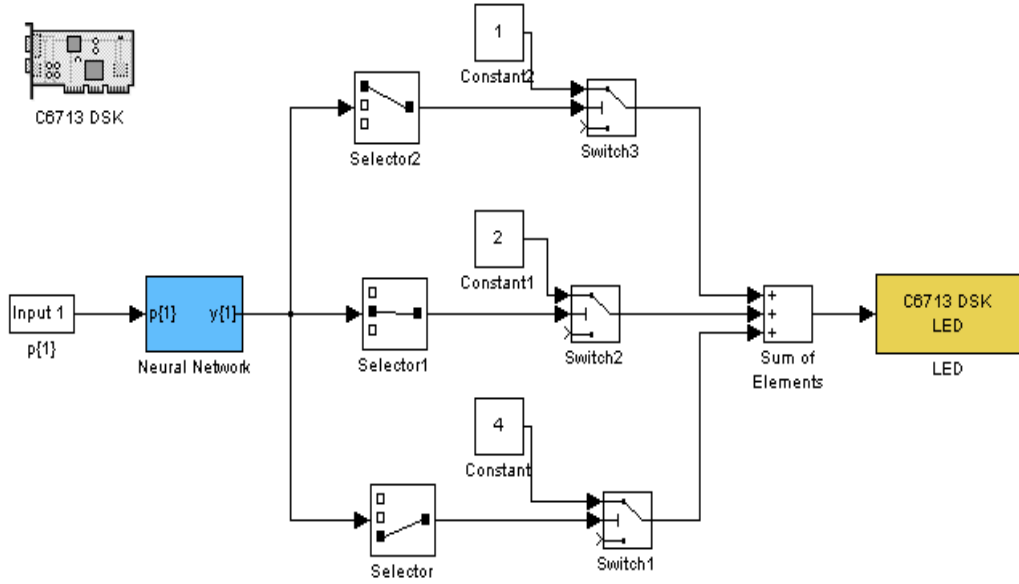 1
Constant2
C6713 DSK
Selector2
Switch3
2
Constant1
Input 1
p{1}
p{1}
y{1}
Neural Network
Selector1
Switch2
+
+
+
Sum of
Elements
C6713 DSK
LED
LED
4
Constant
Selector
Switch1